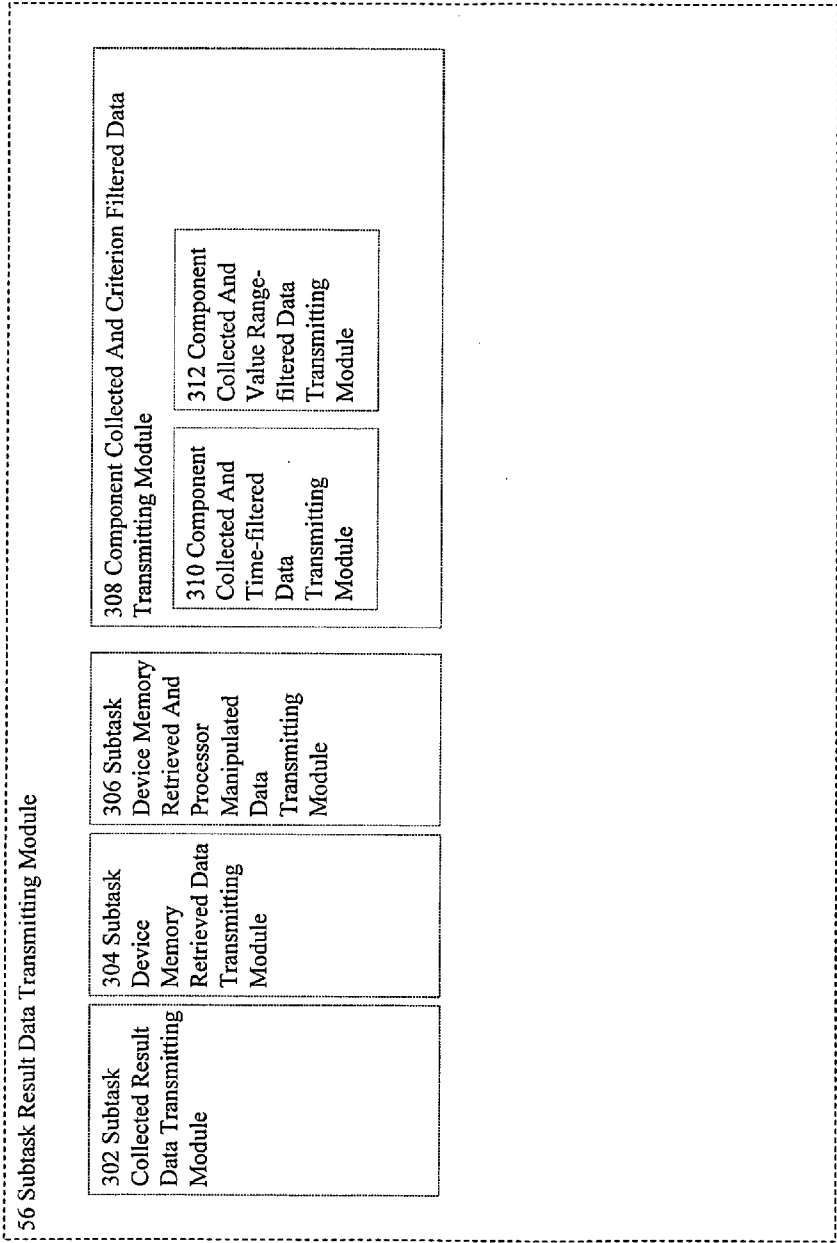 56 Subtask Result Data Transmitting Module
302 Subtask
Collected Result
Data Transmitting
Module
304 Subtask
Device
Memory
Retrieved Data
Transmitting
Module
306 Subtask
Device Memory
Retrieved And
Processor
Manipulated
Data
Transmitting
Module
308 Component Collected And Criterion Filtered Data
Transmitting Module
310 Component
Collected And
Time-filtered
Data
Transmitting
Module
312 Component
Collected And
Value Range-
filtered Data
Transmitting
Module